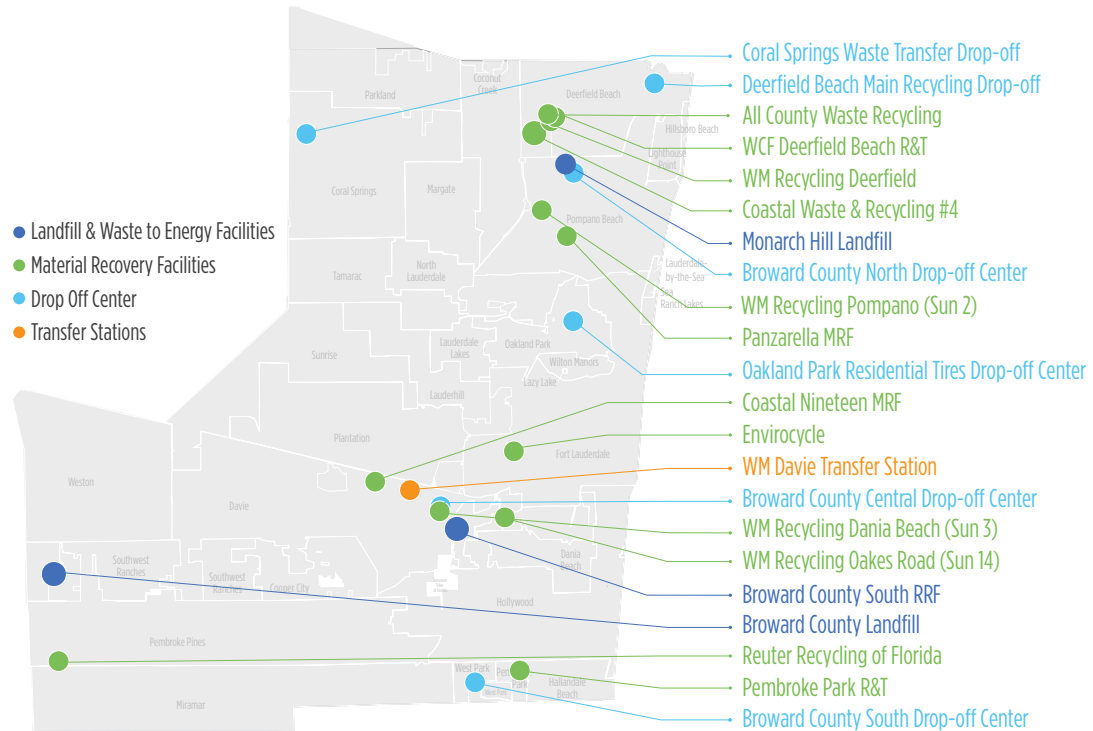 Landfill & Waste to Energy Facilities
Material Recovery Facilities
Drop Off Center
Transfer Stations
Parkland
Coconut
Creek
Deerfield Beach
Hillsboro Beach
Lighthouse
Point
Coral Springs
Margate
Pompano Beach
Tamarac
North
Lauderdale
Lauderdale-
by-the-Sea
Sea
Ranch Lakes
Sunrise
Lauderdale
Lakes
Oakland Park
Wilton Manors
Lazy Lake
Lauderhill
Plantation
Fort Lauderdale
Weston
Davie
Southwest
Ranches
Southwest
Ranches
Cooper City
Dania
Beach
Hollywood
Pembroke Pines
West Park
Park
West Park
Hallandale
Beach
Miramar
Coral Springs Waste Transfer Drop-off
Deerfield Beach Main Recycling Drop-off
All County Waste Recycling
WCF Deerfield Beach R&T
WM Recycling Deerfield
Coastal Waste & Recycling #4
Monarch Hill Landfill
Broward County North Drop-off Center
WM Recycling Pompano (Sun 2)
Panzarella MRF
Oakland Park Residential Tires Drop-off Center
Coastal Nineteen MRF
Envirocycle
WM Davie Transfer Station
Broward County Central Drop-off Center
WM Recycling Dania Beach (Sun 3)
WM Recycling Oakes Road (Sun 14)
Broward County South RRF
Broward County Landfill
Reuter Recycling of Florida
Pembroke Park R&T
Broward County South Drop-off Center